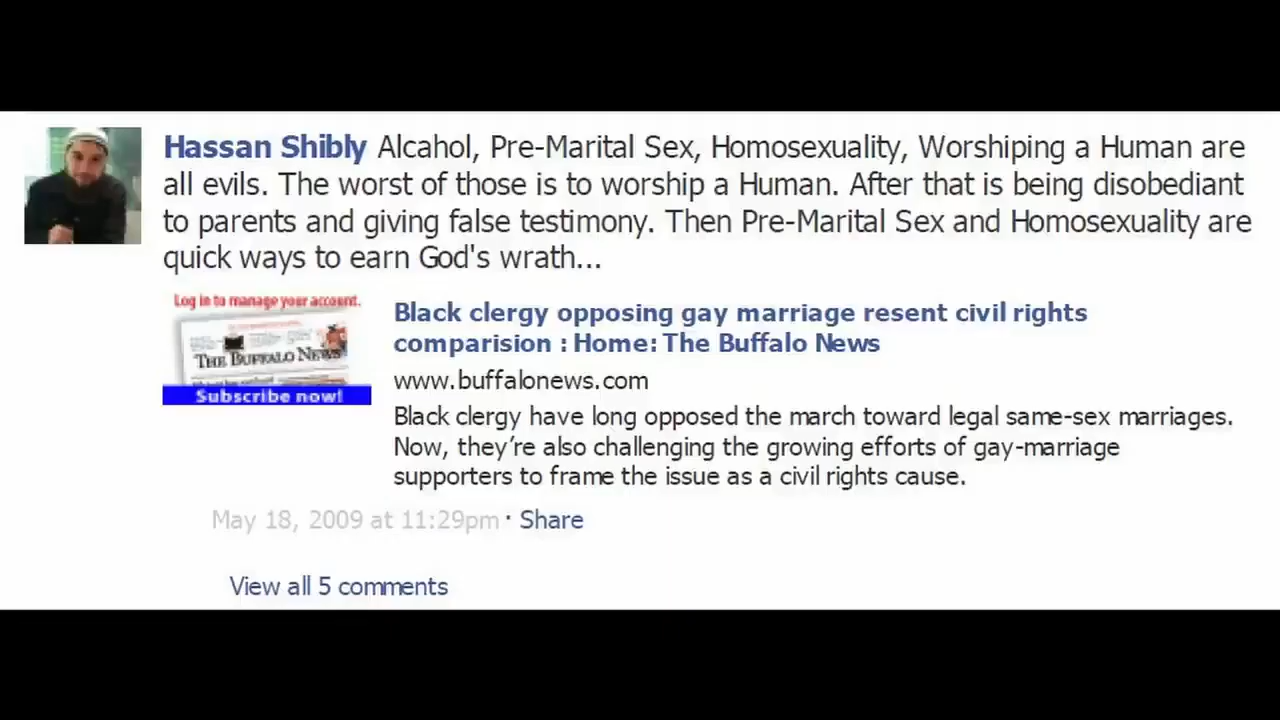 Hassan Shibly Alcahol, Pre-Marital Sex, Homosexuality, Worshiping a Human are
all evils. The worst of those is to worship a Human. After that is being disobediant
to parents and giving false testimony. Then Pre-Marital Sex and Homosexuality are
quick ways to earn God's wrath...
Log in to manage your account.
THE BUFFALO NEWS
Subscribe now!
Black clergy opposing gay marriage resent civil rights
comparision : Home: The Buffalo News
www.buffalonews.com
Black clergy have long opposed the march toward legal same-sex marriages.
Now, they’re also challenging the growing efforts of gay-marriage
supporters to frame the issue as a civil rights cause.
May 18, 2009 at 11:29pm · Share
View all 5 comments